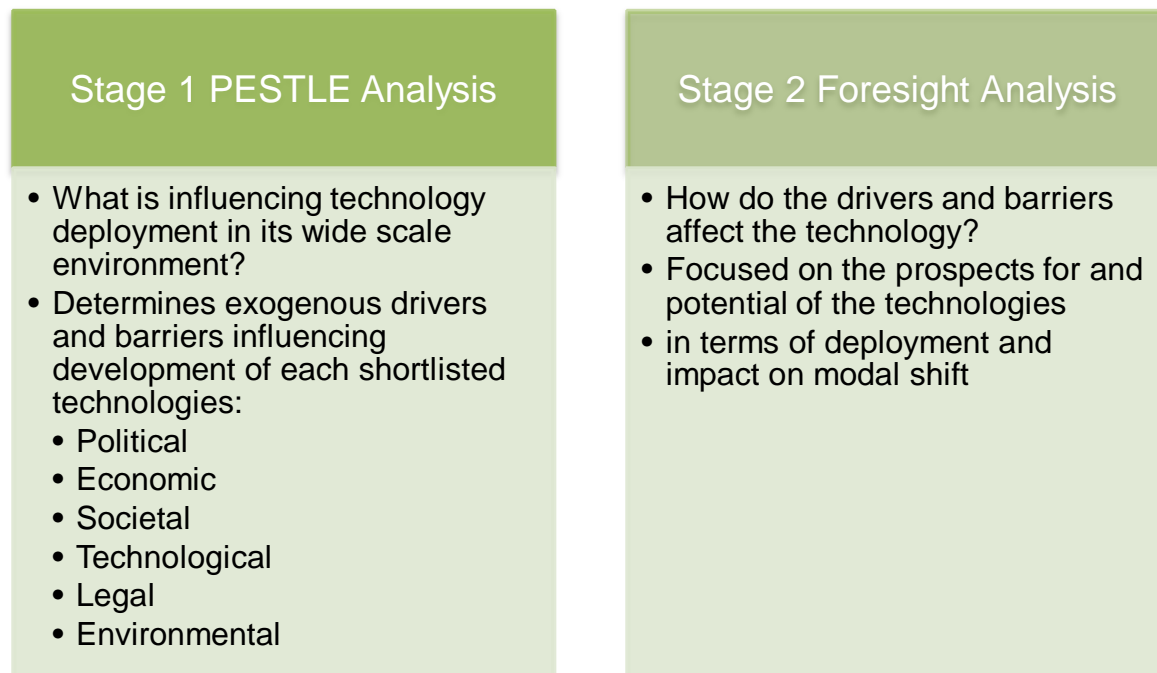 Stage 1 PESTLE Analysis
• What is influencing technology
deployment in its wide scale
environment?
• Determines exogenous drivers
and barriers influencing
development of each shortlisted
technologies:
• Political
• Economic
• Societal
• Technological
• Legal
• Environmental
Stage 2 Foresight Analysis
• How do the drivers and barriers
affect the technology?
• Focused on the prospects for and
potential of the technologies
• in terms of deployment and
impact on modal shift